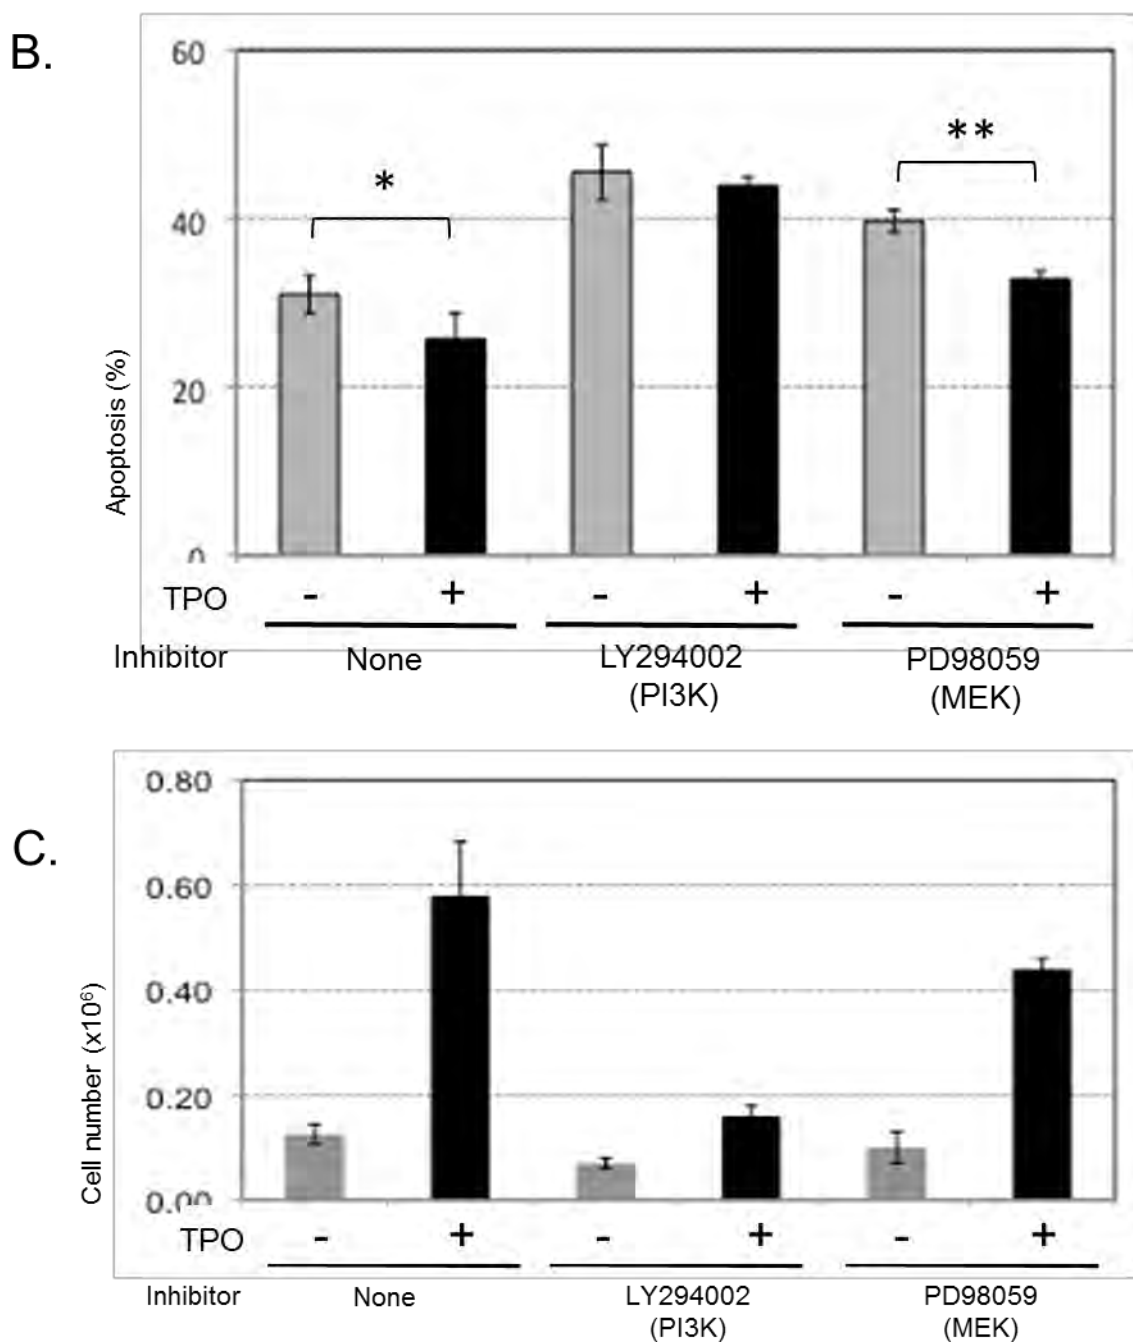 B.
60
*
**
40
20
0
Apoptosis (%)
TPO - + - + - +
Inhibitor None LY294002 PD98059
(PI3K) (MEK)
C.
0.80
0.60
0.40
0.20
0.00
Cell number (x10⁶)
TPO - + - + - +
Inhibitor None LY294002 PD98059
(PI3K) (MEK)